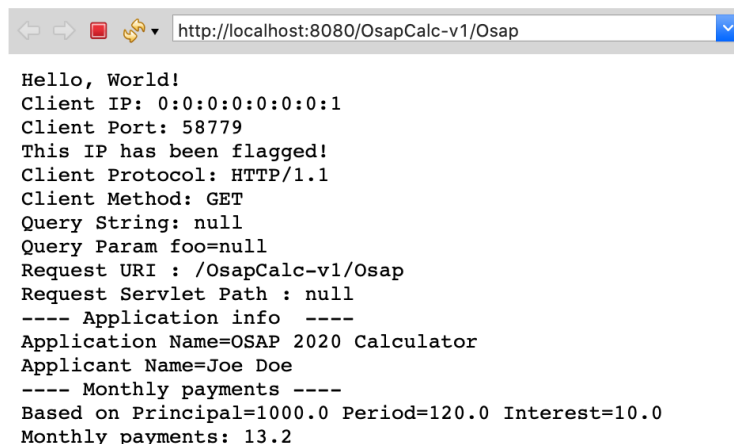 http://localhost:8080/OsapCalc-v1/Osap
Hello, World!
Client IP: 0:0:0:0:0:0:0:1
Client Port: 58779
This IP has been flagged!
Client Protocol: HTTP/1.1
Client Method: GET
Query String: null
Query Param foo=null
Request URI : /OsapCalc-v1/Osap
Request Servlet Path : null
---- Application info  ----
Application Name=OSAP 2020 Calculator
Applicant Name=Joe Doe
---- Monthly payments ----
Based on Principal=1000.0 Period=120.0 Interest=10.0
Monthly payments: 13.2